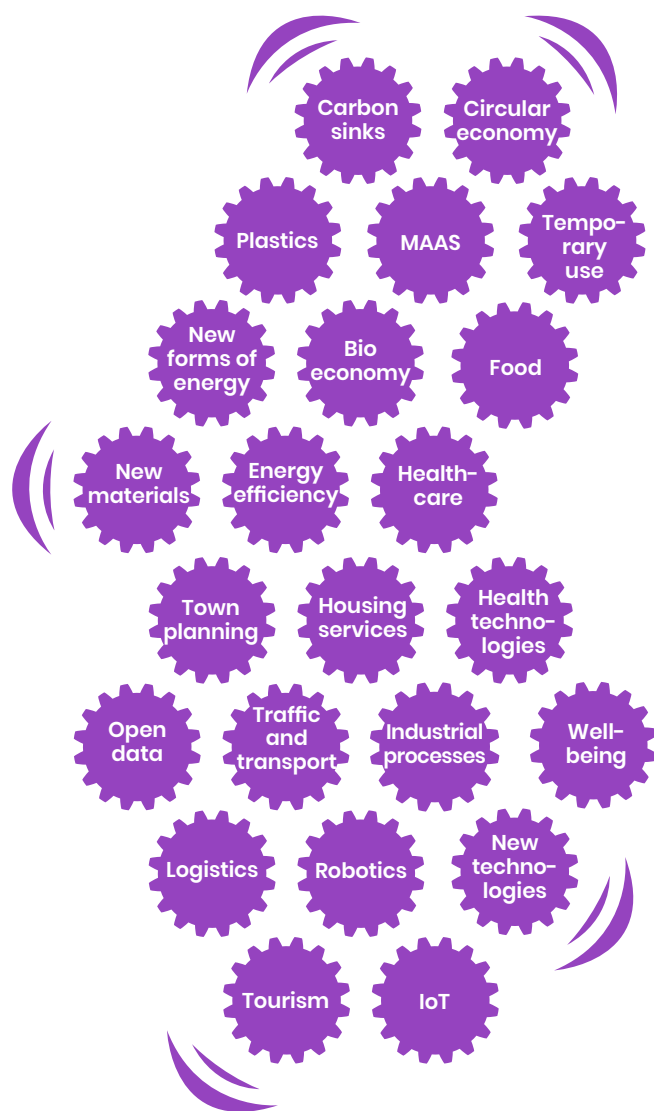 Carbon
sinks
Circular
economy
Plastics
MAAS
Tempo-
rary
use
New
forms of
energy
Bio
economy
Food
New
materials
Energy
efficiency
Health-
care
Town
planning
Housing
services
Health
techno-
logies
Open
data
Traffic
and
transport
Industrial
processes
Well-
being
Logistics
Robotics
New
techno-
logies
Tourism
IoT